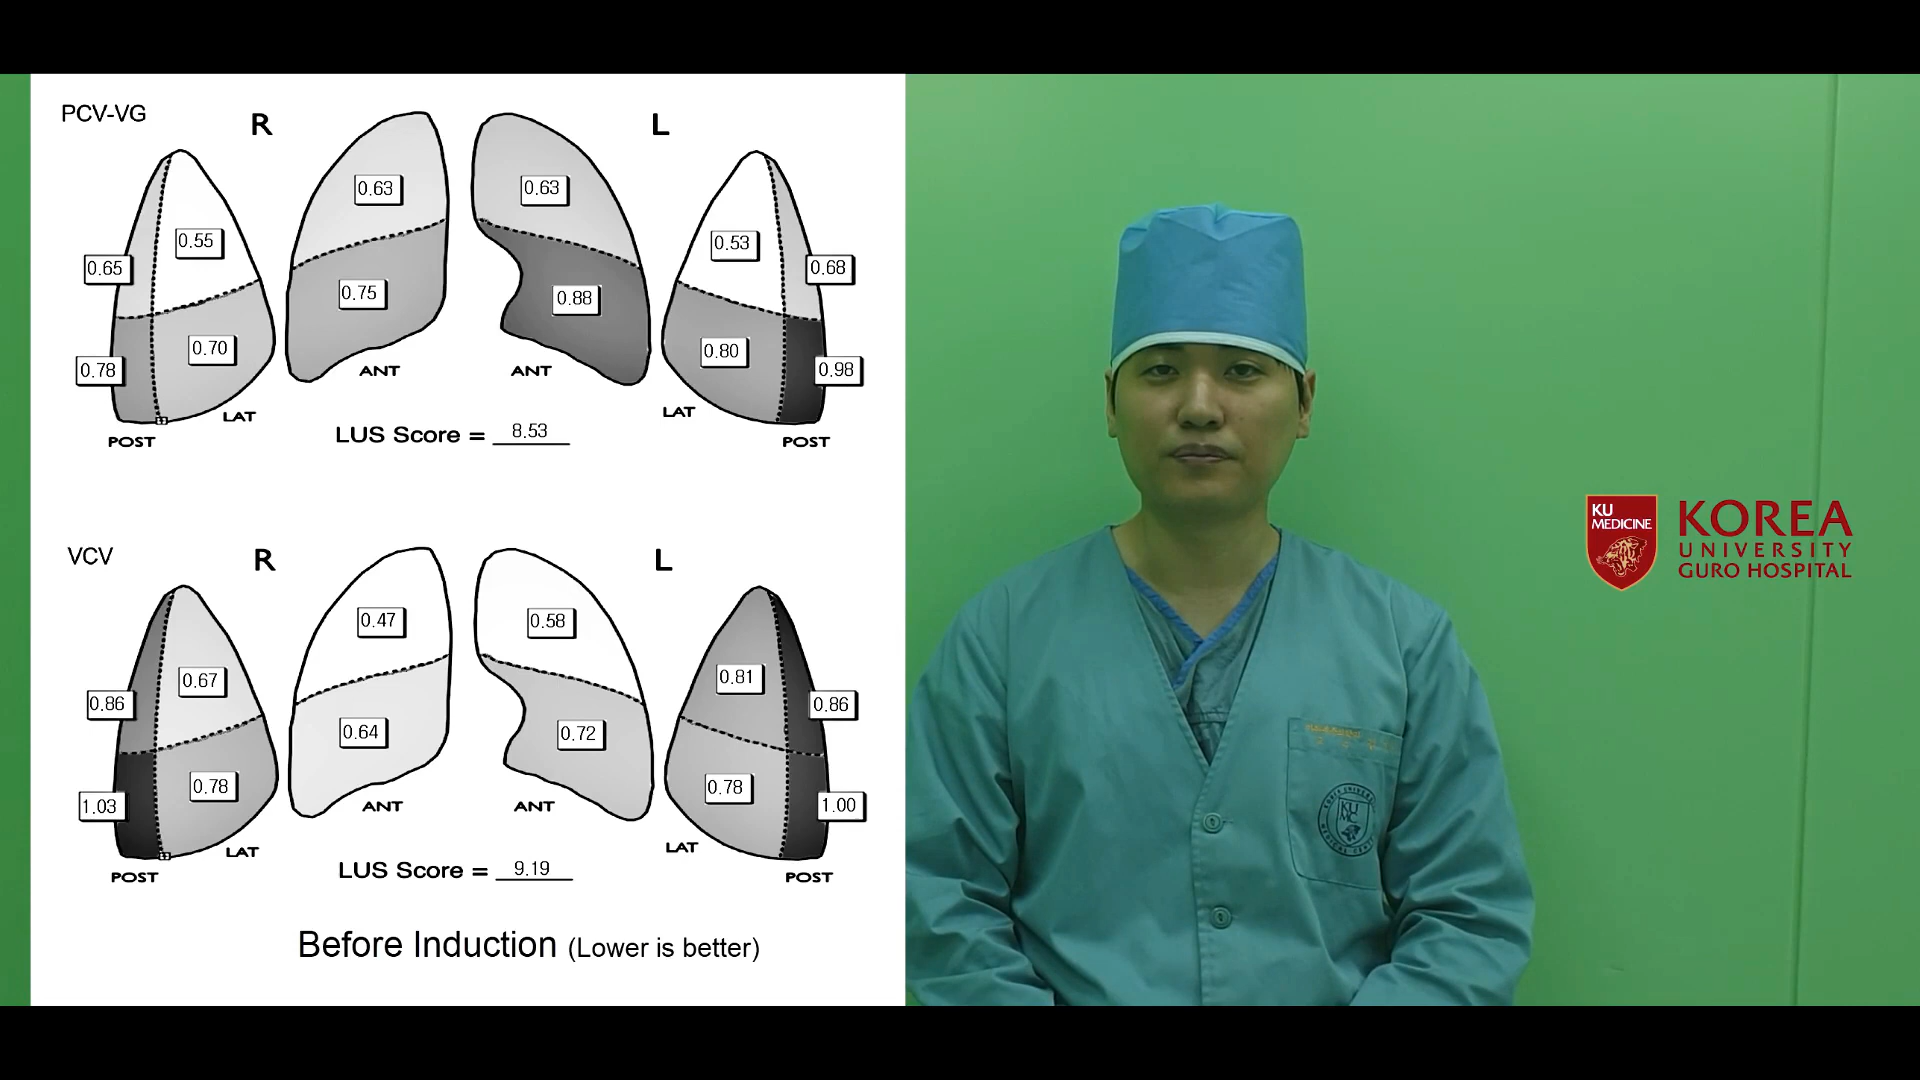 PCV-VG
R
L
0.63
0.63
0.55
0.53
0.65
0.68
0.75
0.88
0.70
0.80
0.78
0.98
ANT
ANT
LAT
LAT
POST
POST
LUS Score = 8.53
VCV
R
L
0.47
0.58
0.67
0.81
0.86
0.86
0.64
0.72
0.78
0.78
1.03
1.00
ANT
ANT
LAT
LAT
POST
POST
LUS Score = 9.19
Before Induction (Lower is better)
KU
MEDICINE
KOREA
UNIVERSITY
GURO HOSPITAL
KU
MC